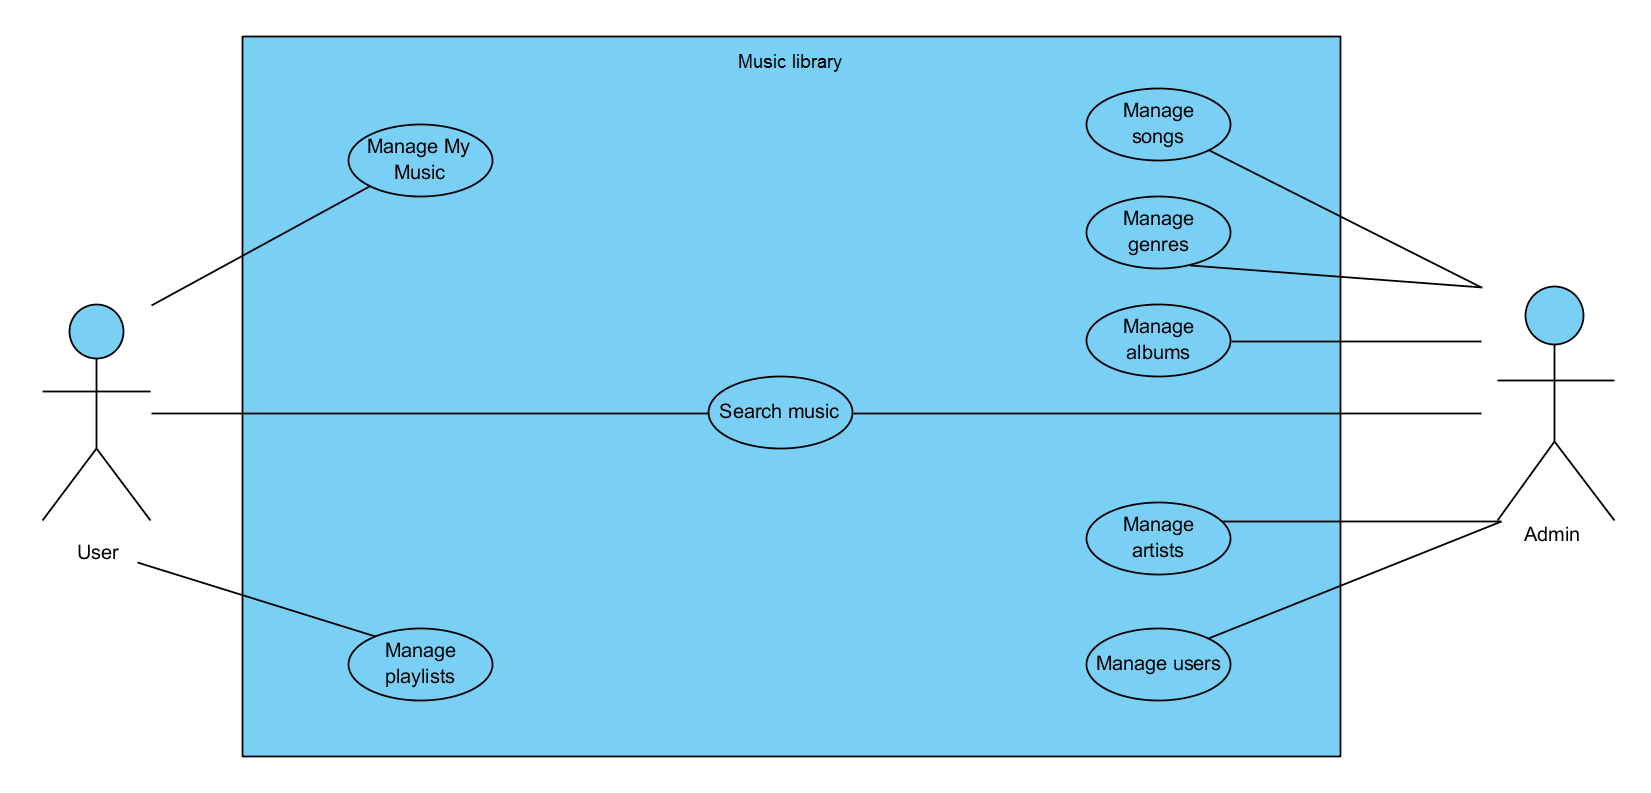 Music library
Manage My
Music
Manage
songs
Manage
genres
Manage
albums
Search music
Manage
artists
User
Admin
Manage
playlists
Manage users